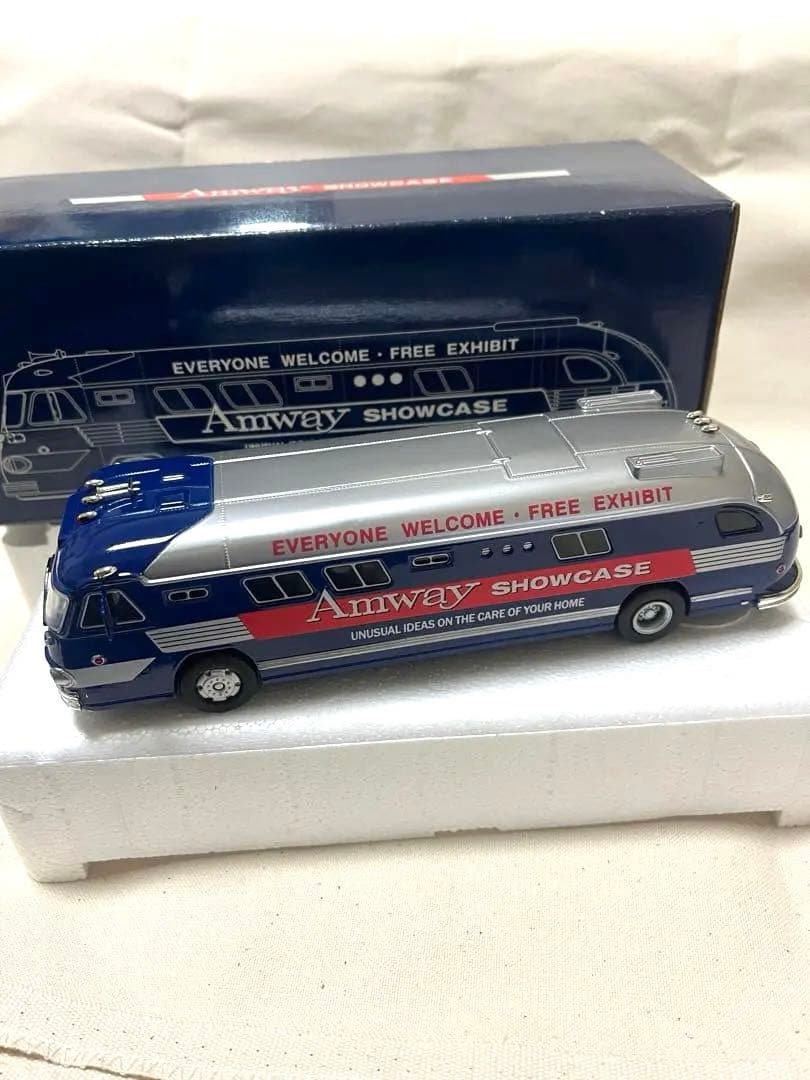 Amway SHOWCASE
EVERYONE WELCOME · FREE EXHIBIT
Amway SHOWCASE
EVERYONE WELCOME · FREE EXHIBIT
Amway SHOWCASE
UNUSUAL IDEAS ON THE CARE OF YOUR HOME